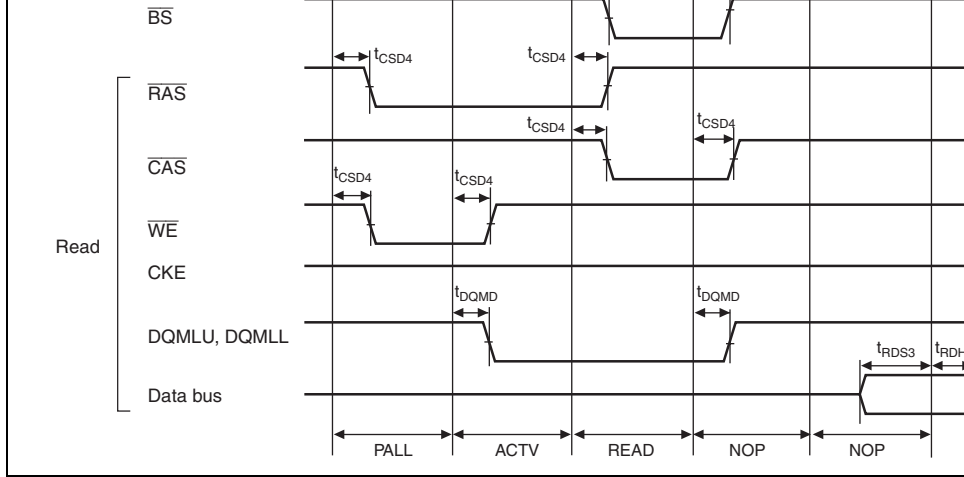 BS
tCSD4 tCSD4
RAS
tCSD4 tCSD4
CAS
tCSD4 tCSD4
WE
Read
CKE
tDQMD tDQMD
DQMLU, DQMLL
tRDS3 tRDH
Data bus
PALL ACTV READ NOP NOP